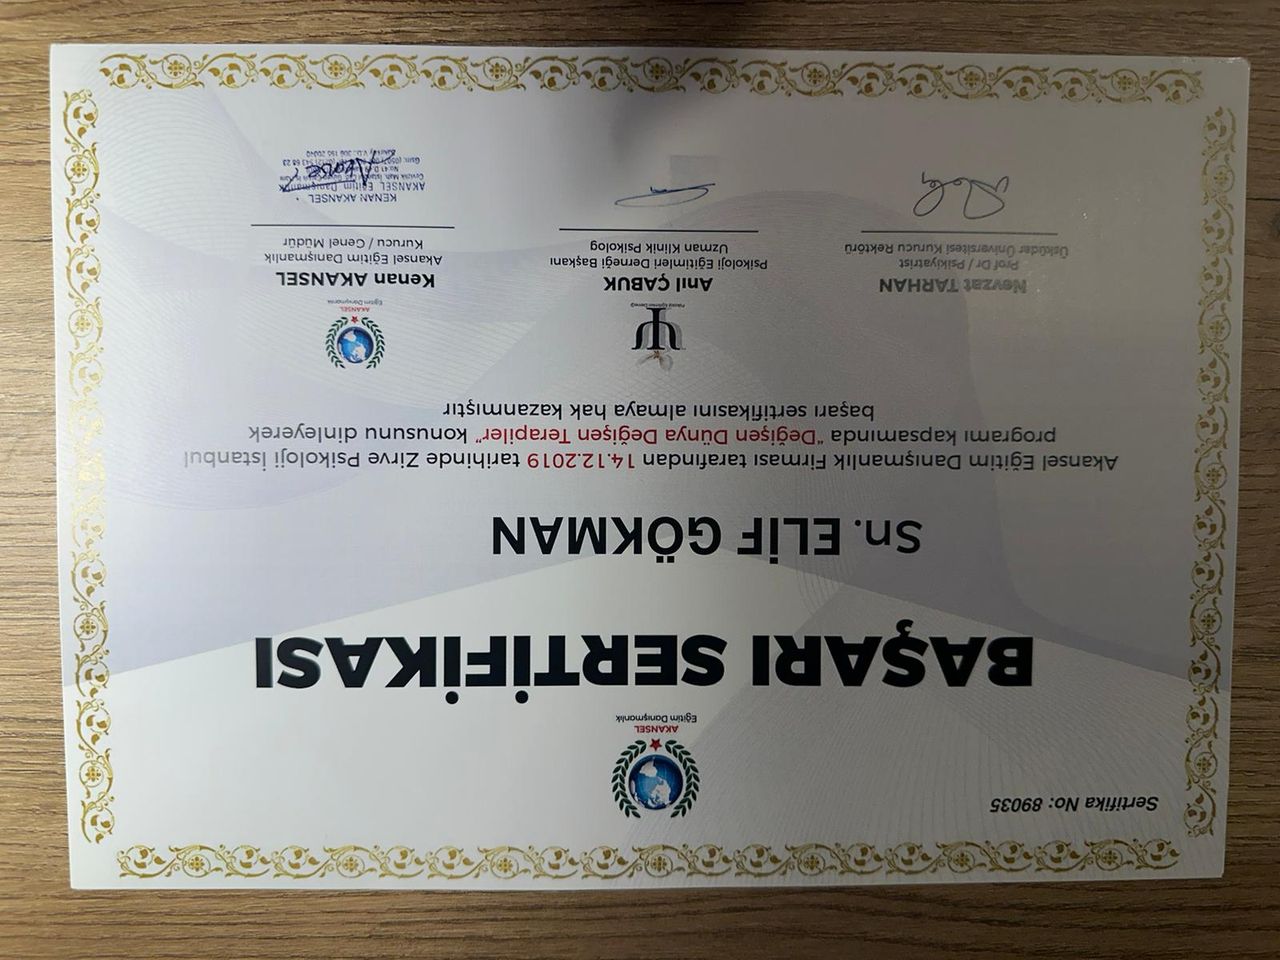 Sertifika No: 89035
AKANSEL
Eğitim Danışmanlık
BAŞARI SERTİFİKASI
Sn. ELİF GÖKMAN
Akansel Eğitim Danışmanlık Firması tarafından 14.12.2019 tarihinde Zirve Psikoloji İstanbul
programı kapsamında "Değişen Dünya Değişen Terapiler" konusunu dinleyerek
başarı sertifikasını almaya hak kazanmıştır
AKANSEL
Eğitim Danışmanlık
Nevzat TARHAN
Prof Dr / Psikiyatrist
Üsküdar Üniversitesi Kurucu Rektörü
Anıl ÇABUK
Psikoloji Eğitimleri Derneği Başkanı
Uzman Klinik Psikolog
Kenan AKANSEL
Akansel Eğitim Danışmanlık
Kurucu / Genel Müdür
KENAN AKANSEL
AKANSEL Eğitim Danışmanlık